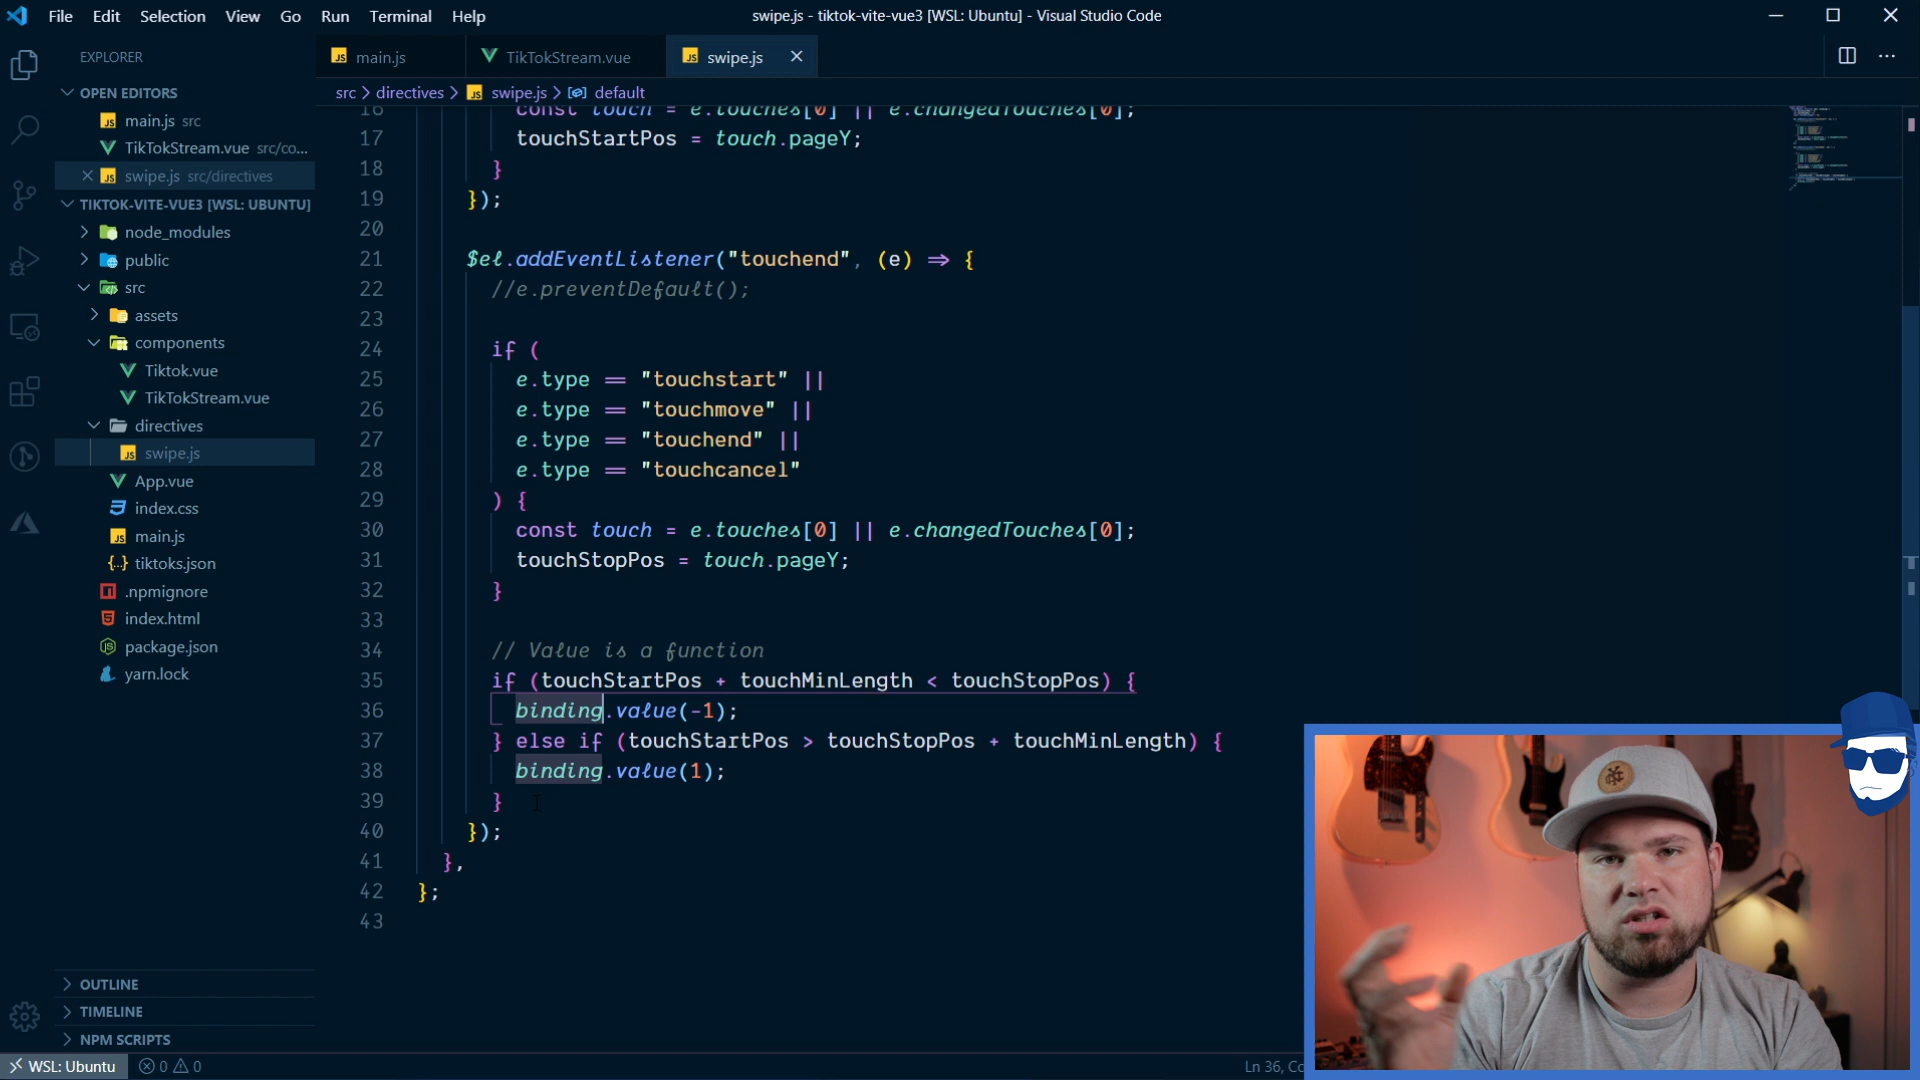 File Edit Selection View Go Run Terminal Help
swipe.js - tiktok-vite-vue3 [WSL: Ubuntu] - Visual Studio Code
EXPLORER
OPEN EDITORS
main.js src
TikTokStream.vue src/co...
swipe.js src/directives
TIKTOK-VITE-VUE3 [WSL: UBUNTU]
node_modules
public
src
assets
components
Tiktok.vue
TikTokStream.vue
directives
swipe.js
App.vue
index.css
main.js
tiktoks.json
.npmignore
index.html
package.json
yarn.lock
OUTLINE
TIMELINE
NPM SCRIPTS
main.js
TikTokStream.vue
swipe.js
src > directives > swipe.js > default
16 const touch = e.touches[0] || e.changedTouches[0];
17 touchStartPos = touch.pageY;
18 }
19 });
20
21 $el.addEventListener("touchend", (e) => {
22 //e.preventDefault();
23
24 if (
25 e.type == "touchstart" ||
26 e.type == "touchmove" ||
27 e.type == "touchend" ||
28 e.type == "touchcancel"
29 ) {
30 const touch = e.touches[0] || e.changedTouches[0];
31 touchStopPos = touch.pageY;
32 }
33
34 // Value is a function
35 if (touchStartPos + touchMinLength < touchStopPos) {
36 binding.value(-1);
37 } else if (touchStartPos > touchStopPos + touchMinLength) {
38 binding.value(1);
39 }
40 });
41 },
42 };
43
WSL: Ubuntu 0 0
Ln 36, Co